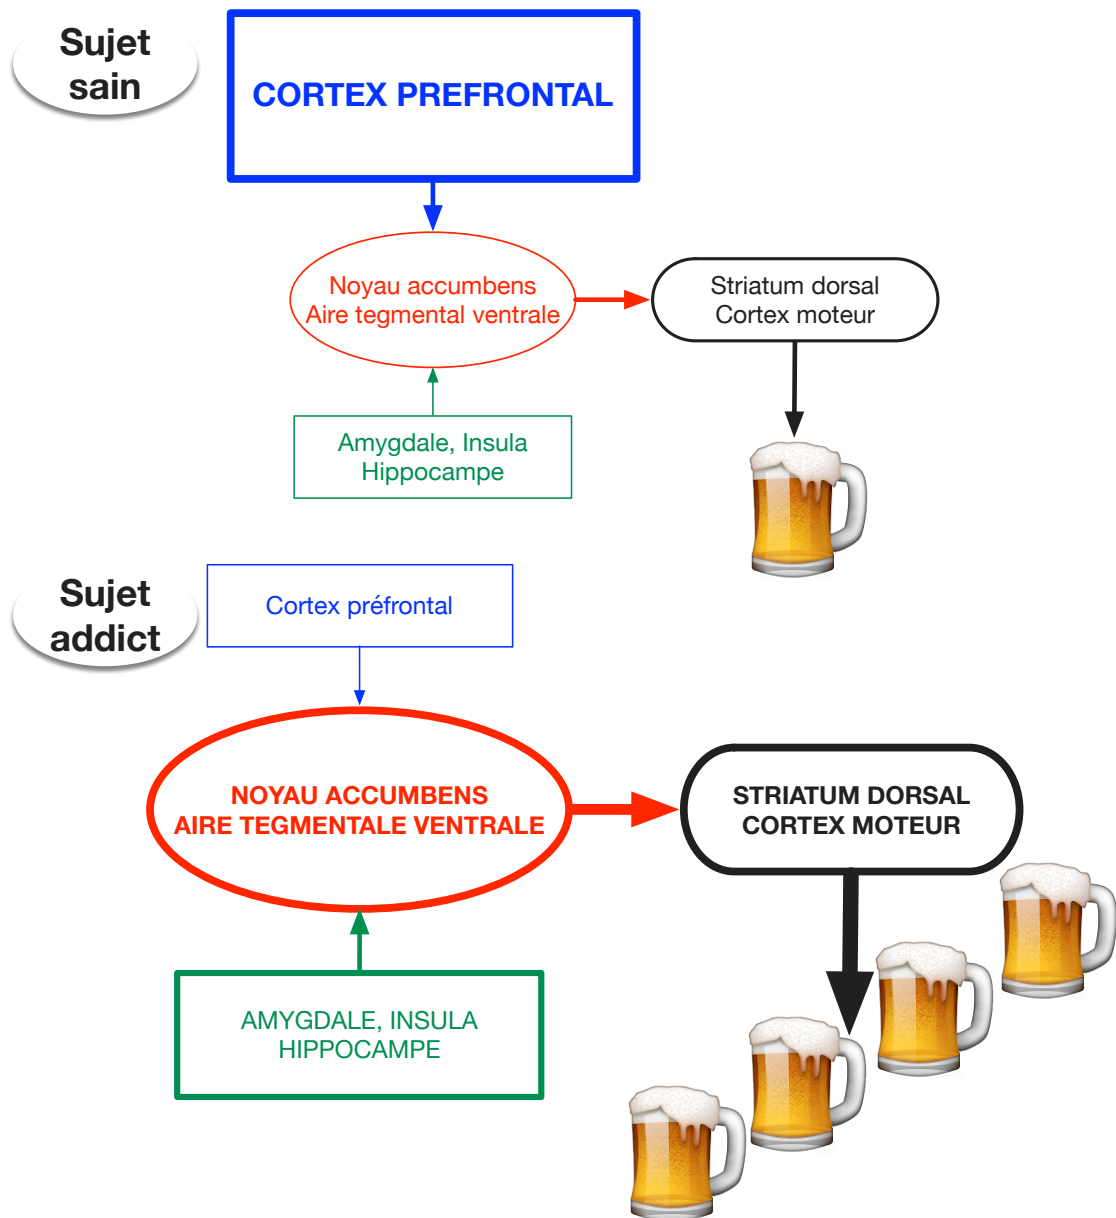 Sujet
sain
CORTEX PREFRONTAL
Noyau accumbens
Aire tegmental ventrale
Striatum dorsal
Cortex moteur
Amygdale, Insula
Hippocampe
Sujet
addict
Cortex préfrontal
NOYAU ACCUMBENS
AIRE TEGMENTALE VENTRALE
STRIATUM DORSAL
CORTEX MOTEUR
AMYGDALE, INSULA
HIPPOCAMPE